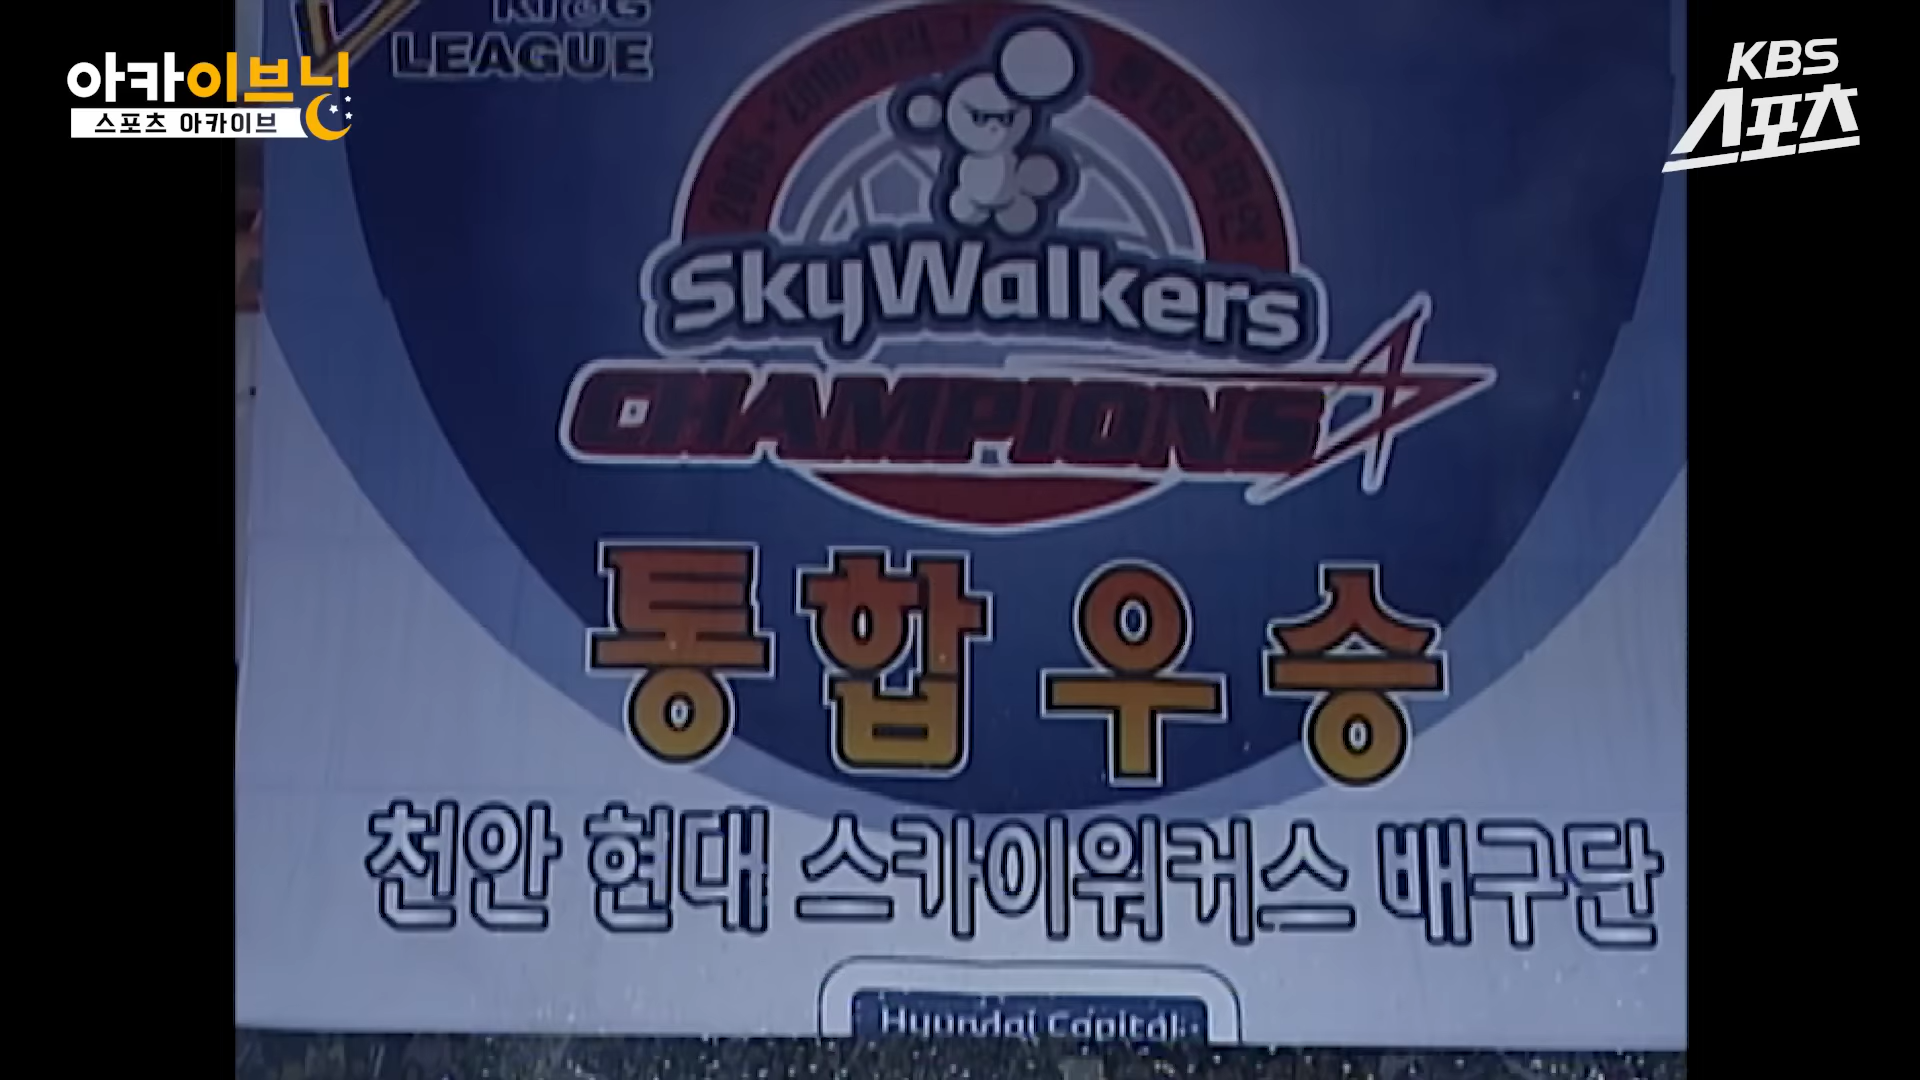 아카이브닝
스포츠 아카이브
KBS
스포츠
LEAGUE
SkyWalkers
CHAMPIONS
통합 우승
천안 현대 스카이워커스 배구단
Hyundai Capital